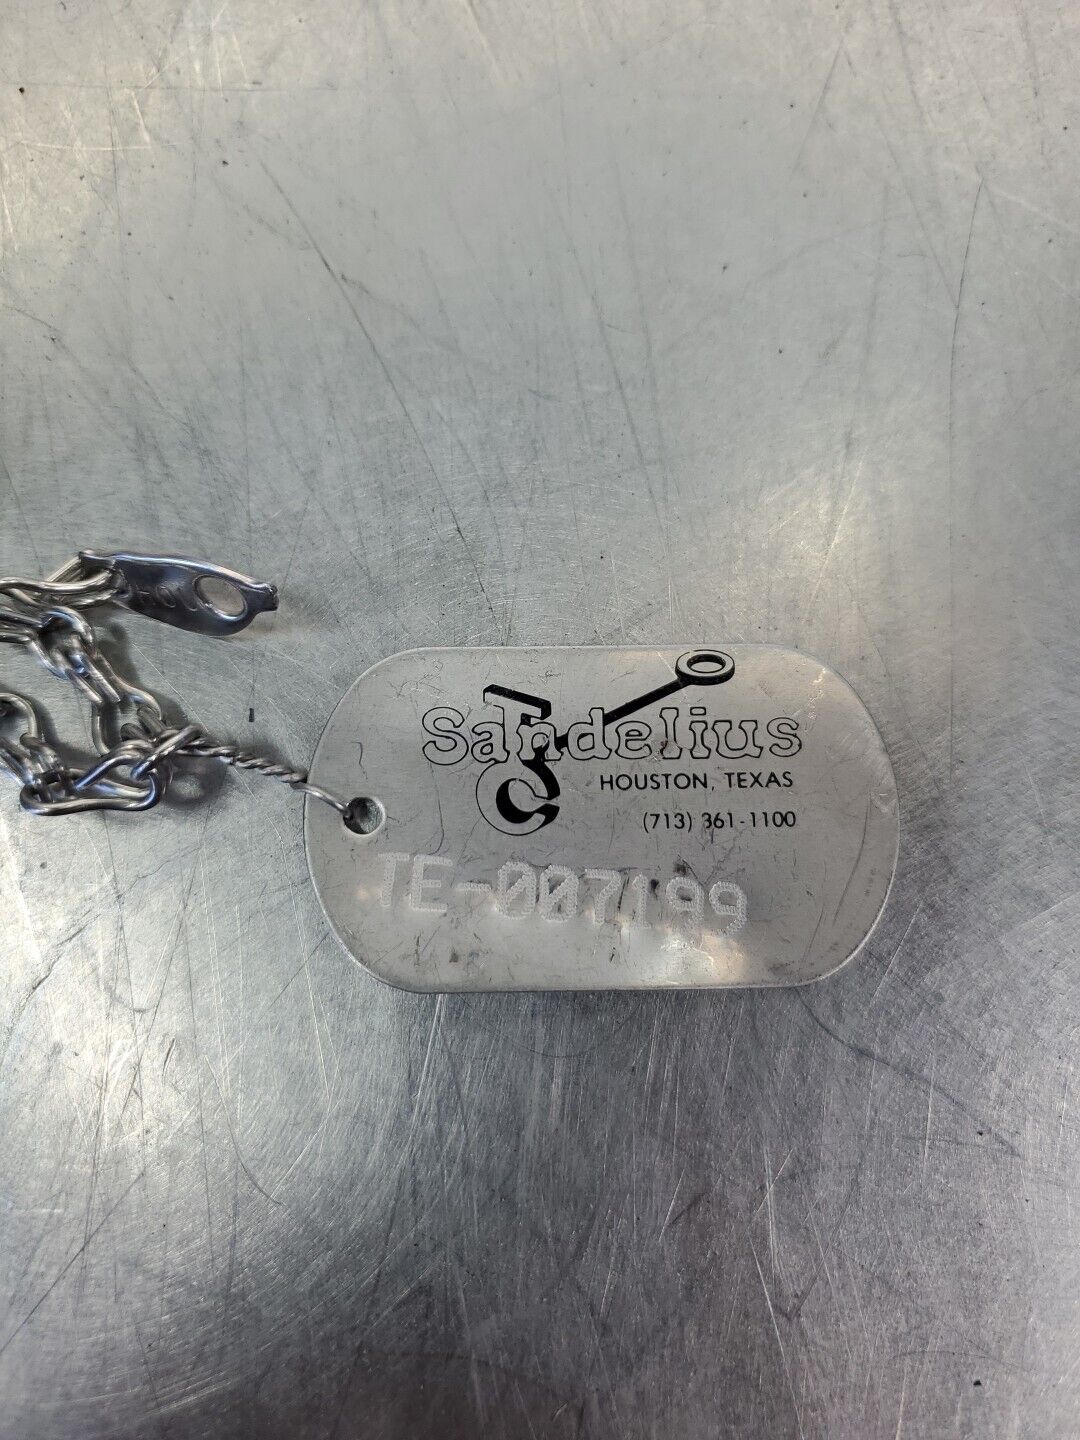 Sandelius
HOUSTON, TEXAS
(713) 361-1100
TE-007199